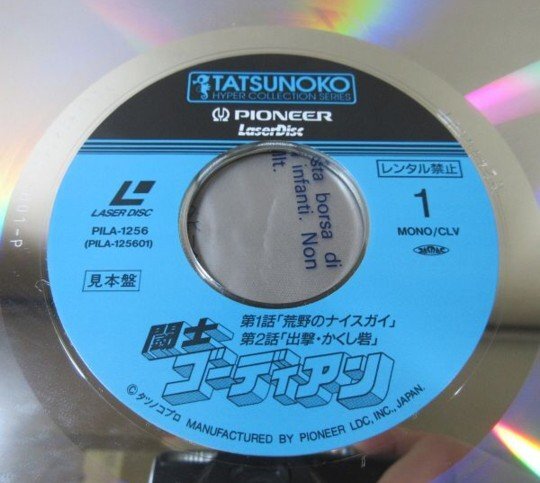 TATSUNOKO
HYPER COLLECTION SERIES
PIONEER
LaserDisc
LASER DISC
PILA-1256
(PILA-125601)
見本盤
レンタル禁止
1
MONO/CLV
sta borsa di
infanti. Non
lt.
第1話「荒野のナイスガイ」
第2話「出撃・かくし砦」
闘士
ゴーディアン
Ⓒタツノコプロ MANUFACTURED BY PIONEER LDC, INC., JAPAN.